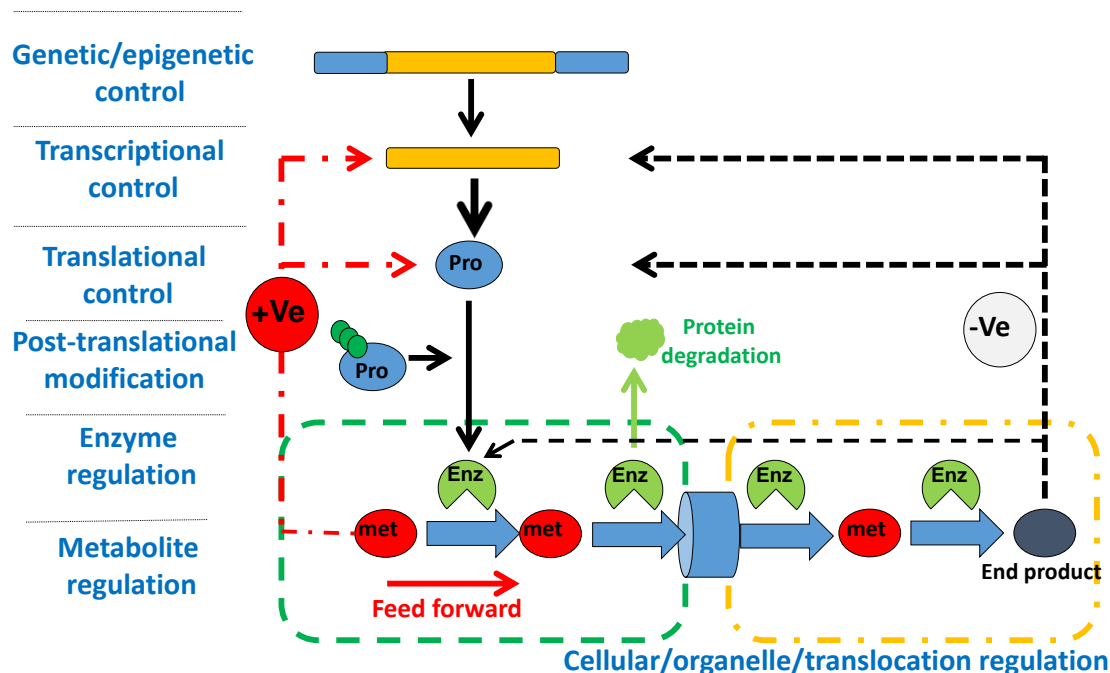 Genetic/epigenetic
control
Transcriptional
control
Translational
control
Pro
+Ve
-Ve
Post-translational
modification
Pro
Protein
degradation
Enzyme
regulation
Enz
Enz
Enz
Enz
Metabolite
regulation
met
met
met
End product
Feed forward
Cellular/organelle/translocation regulation